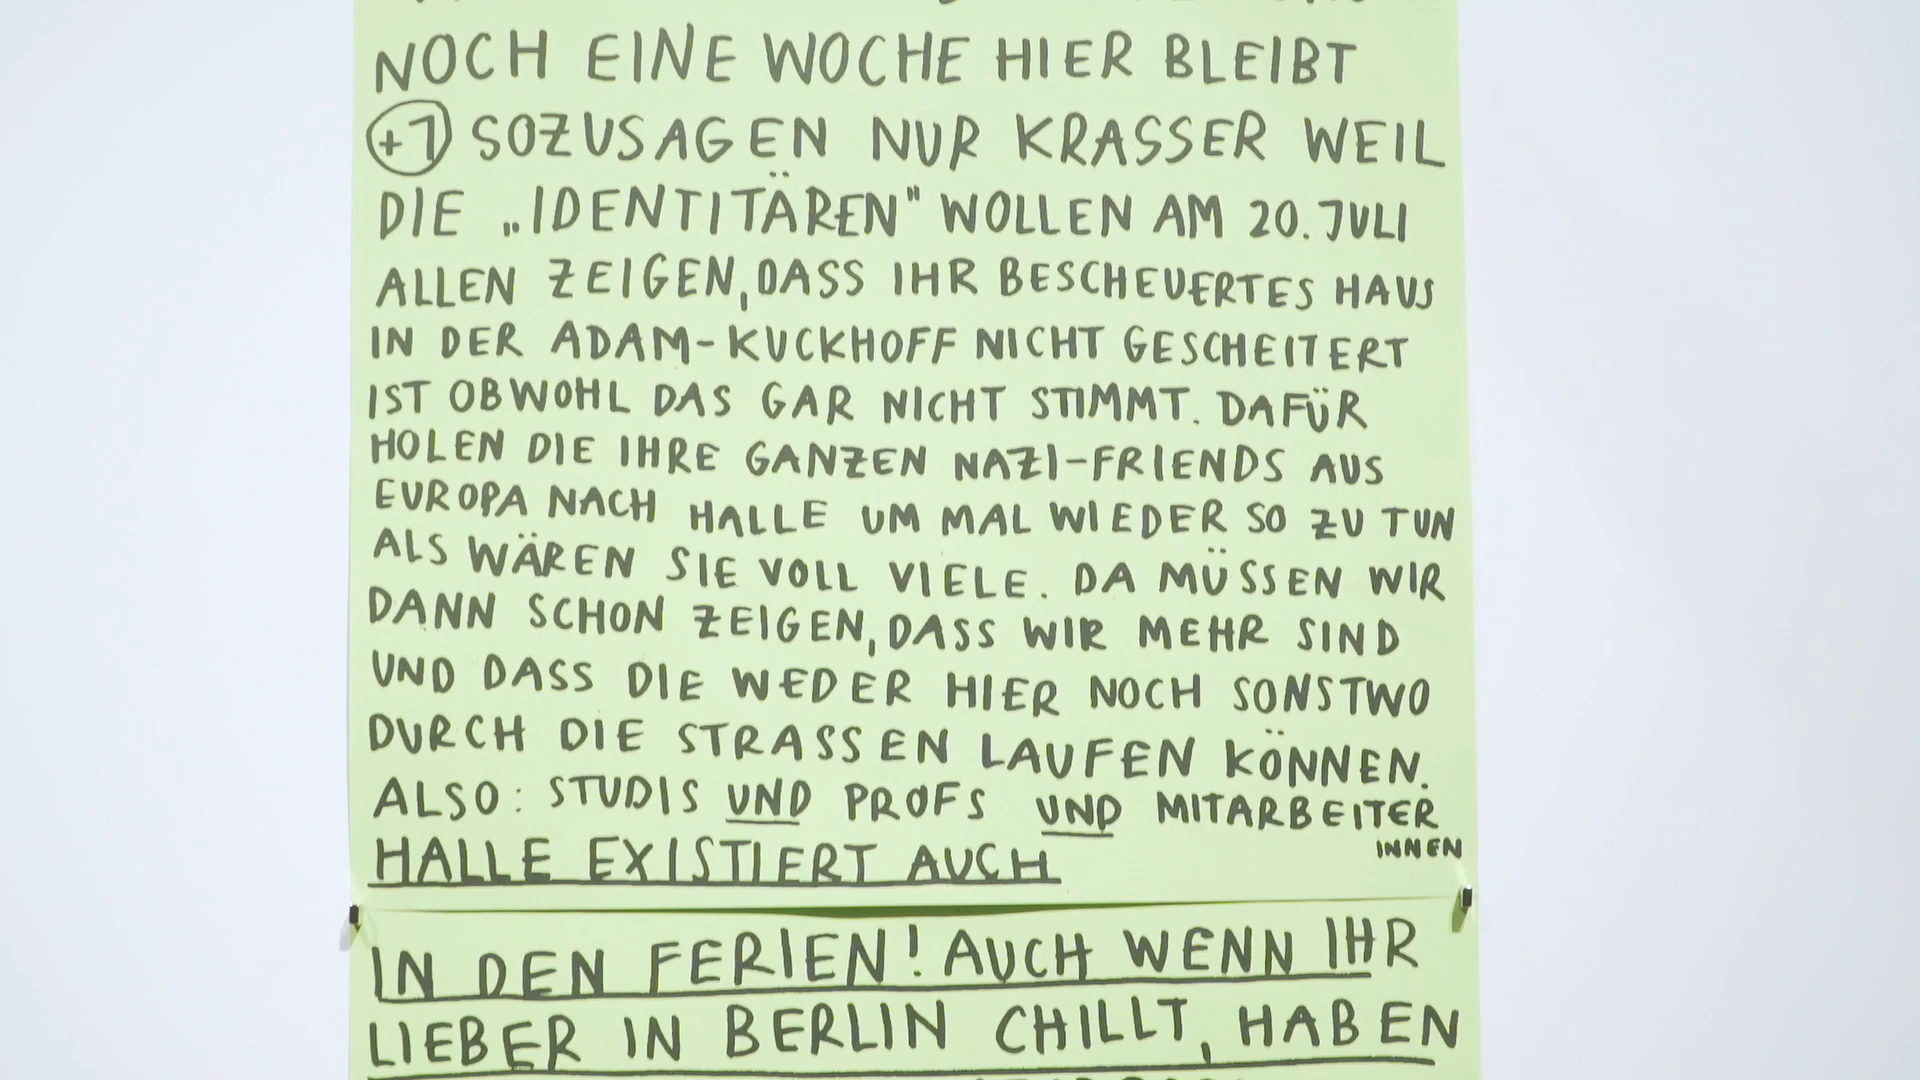 NOCH EINE WOCHE HIER BLEIBT
+1 SOZUSAGEN NUR KRASSER WEIL
DIE „IDENTITÄREN" WOLLEN AM 20. JULI
ALLEN ZEIGEN, DASS IHR BESCHEUERTES HAUS
IN DER ADAM-KUCKHOFF NICHT GESCHEITERT
IST OBWOHL DAS GAR NICHT STIMMT. DAFÜR
HOLEN DIE IHRE GANZEN NAZI-FRIENDS AUS
EUROPA NACH HALLE UM MAL WIEDER SO ZU TUN
ALS WÄREN SIE VOLL VIELE. DA MÜSSEN WIR
DANN SCHON ZEIGEN, DASS WIR MEHR SIND
UND DASS DIE WEDER HIER NOCH SONSTWO
DURCH DIE STRASSEN LAUFEN KÖNNEN.
ALSO: STUDIS UND PROFS UND MITARBEITER
INNEN
HALLE EXISTIERT AUCH
IN DEN FERIEN! AUCH WENN IHR
LIEBER IN BERLIN CHILLT, HABEN